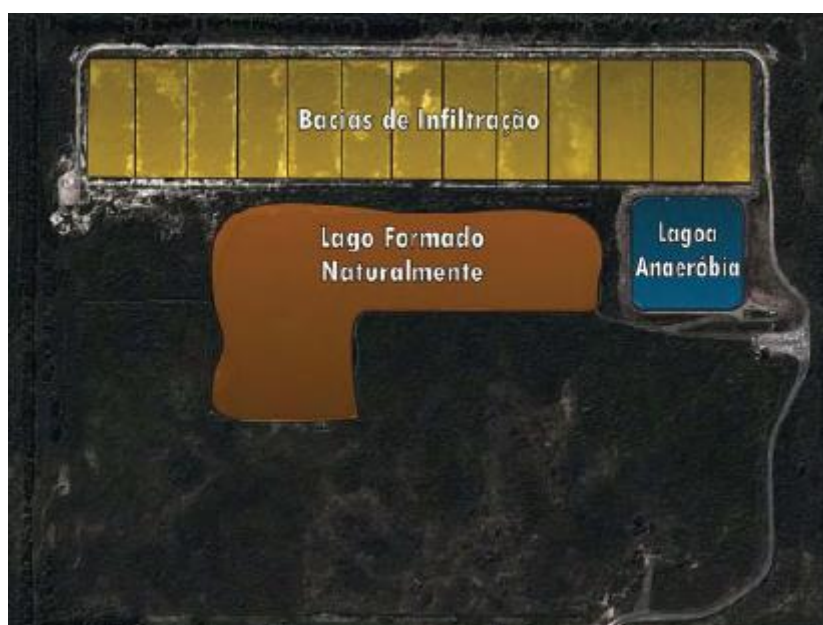 Bacias de Infiltração
Lago Formado
Naturalmente
Lagoa
Anaeróbia